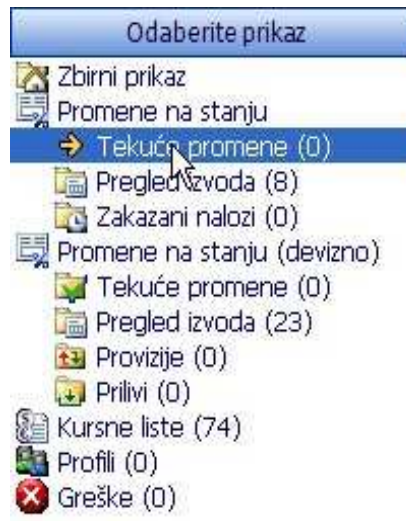 Odaberite prikaz
Zbirni prikaz
Promene na stanju
Tekuće promene (0)
Pregled izvoda (8)
Zakazani nalozi (0)
Promene na stanju (devizno)
Tekuće promene (0)
Pregled izvoda (23)
Provizije (0)
Prilivi (0)
Kursne liste (74)
Profili (0)
Greške (0)